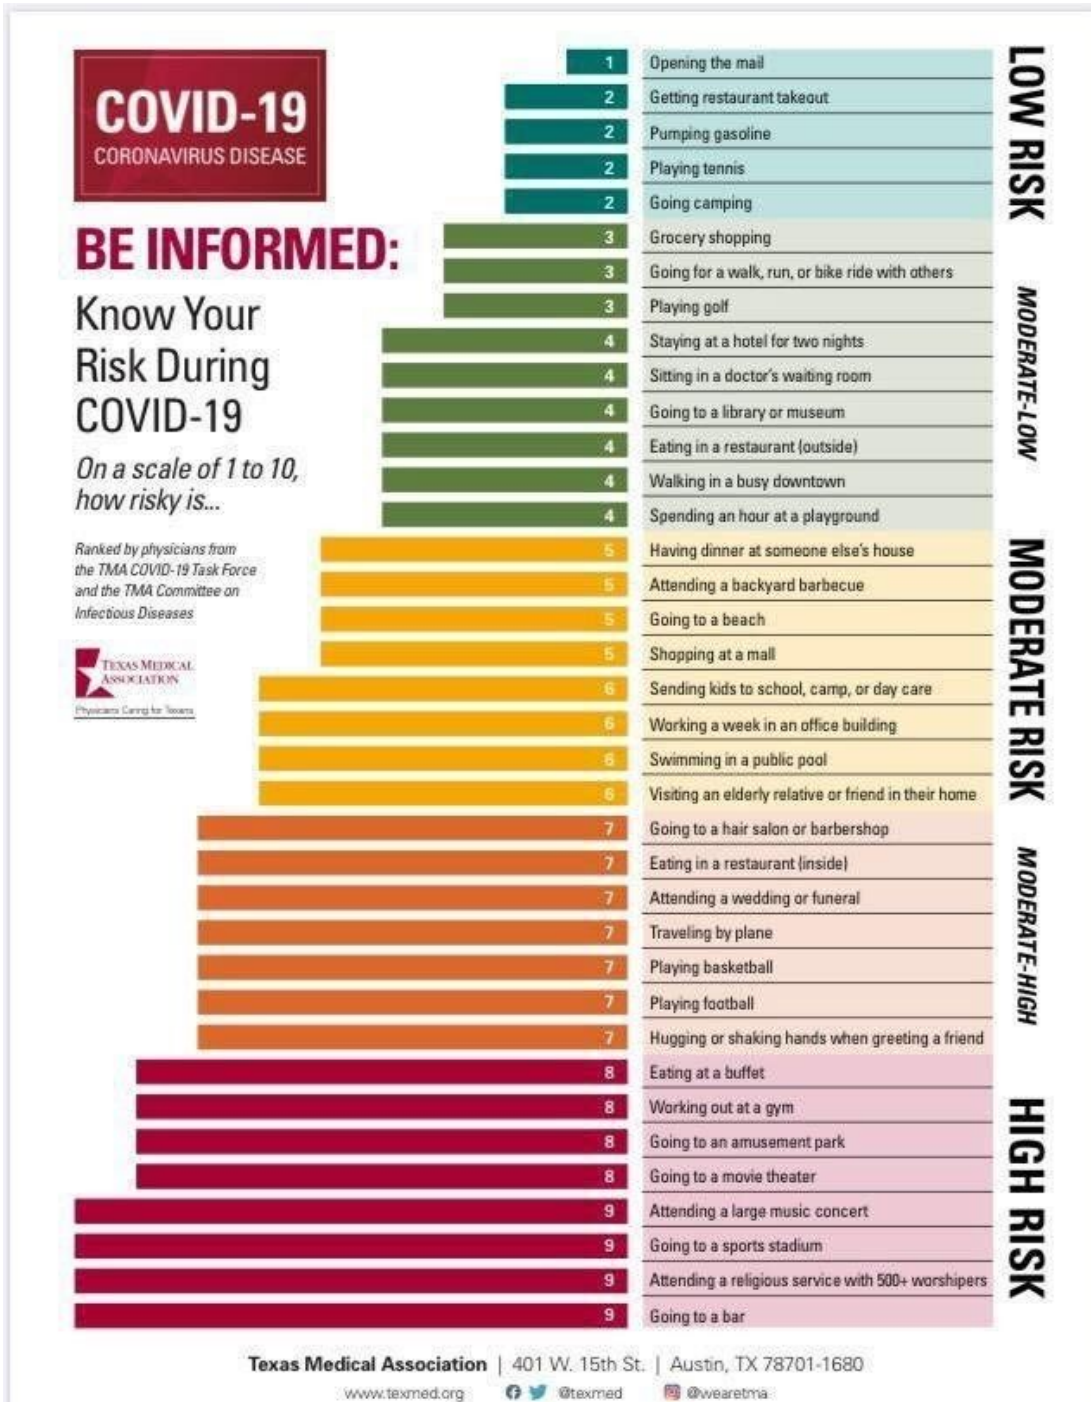 COVID-19
CORONAVIRUS DISEASE
BE INFORMED:
Know Your
Risk During
COVID-19
On a scale of 1 to 10,
how risky is...
Ranked by physicians from
the TMA COVID-19 Task Force
and the TMA Committee on
Infectious Diseases
TEXAS MEDICAL
ASSOCIATION
Physicians Caring for Texans
1 Opening the mail
2 Getting restaurant takeout
2 Pumping gasoline
2 Playing tennis
2 Going camping
3 Grocery shopping
3 Going for a walk, run, or bike ride with others
3 Playing golf
4 Staying at a hotel for two nights
4 Sitting in a doctor's waiting room
4 Going to a library or museum
4 Eating in a restaurant (outside)
4 Walking in a busy downtown
4 Spending an hour at a playground
5 Having dinner at someone else's house
5 Attending a backyard barbecue
5 Going to a beach
5 Shopping at a mall
6 Sending kids to school, camp, or day care
6 Working a week in an office building
6 Swimming in a public pool
6 Visiting an elderly relative or friend in their home
7 Going to a hair salon or barbershop
7 Eating in a restaurant (inside)
7 Attending a wedding or funeral
7 Traveling by plane
7 Playing basketball
7 Playing football
7 Hugging or shaking hands when greeting a friend
8 Eating at a buffet
8 Working out at a gym
8 Going to an amusement park
8 Going to a movie theater
9 Attending a large music concert
9 Going to a sports stadium
9 Attending a religious service with 500+ worshipers
9 Going to a bar
LOW RISK
MODERATE-LOW
MODERATE RISK
MODERATE-HIGH
HIGH RISK
Texas Medical Association | 401 W. 15th St. | Austin, TX 78701-1680
www.texmed.org @texmed @wearetma